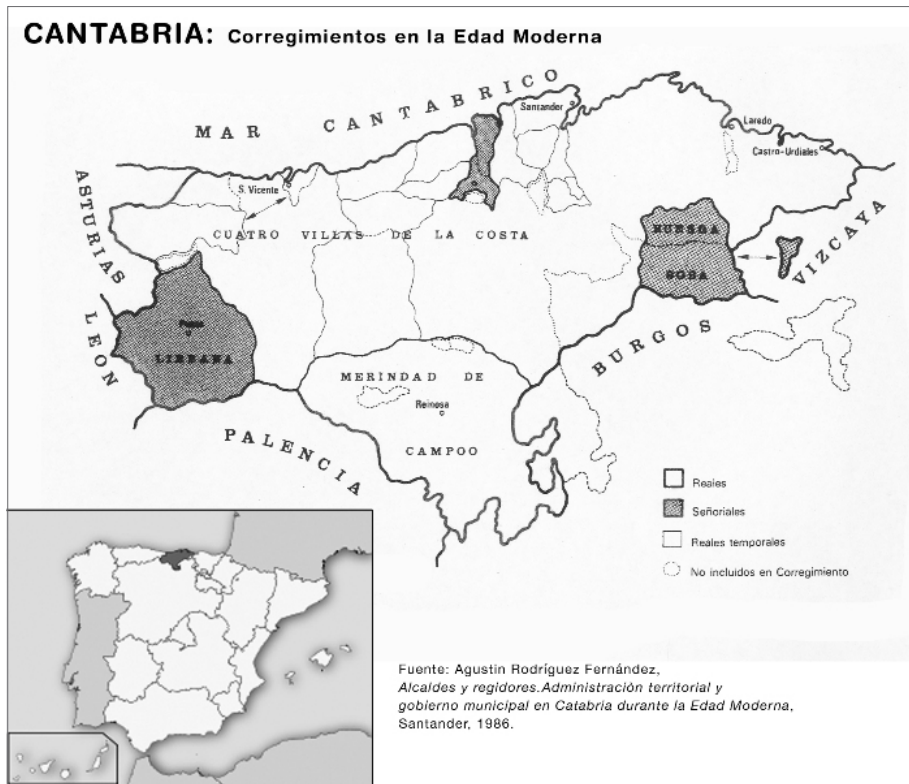 CANTABRIA: Corregimientos en la Edad Moderna
MAR CANTABRICO
Santander
Laredo
Castro-Urdiales
S. Vicente
ASTURIAS
CUATRO VILLAS DE LA COSTA
RUESGA
SOBA
VIZCAYA
LEON
Potes
LIEBANA
BURGOS
MERINDAD DE
Reinosa
CAMPOO
PALENCIA
Reales
Señoriales
Reales temporales
No incluidos en Corregimiento
Fuente: Agustin Rodríguez Fernández,
Alcaldes y regidores.Administración territorial y
gobierno municipal en Catabria durante la Edad Moderna,
Santander, 1986.